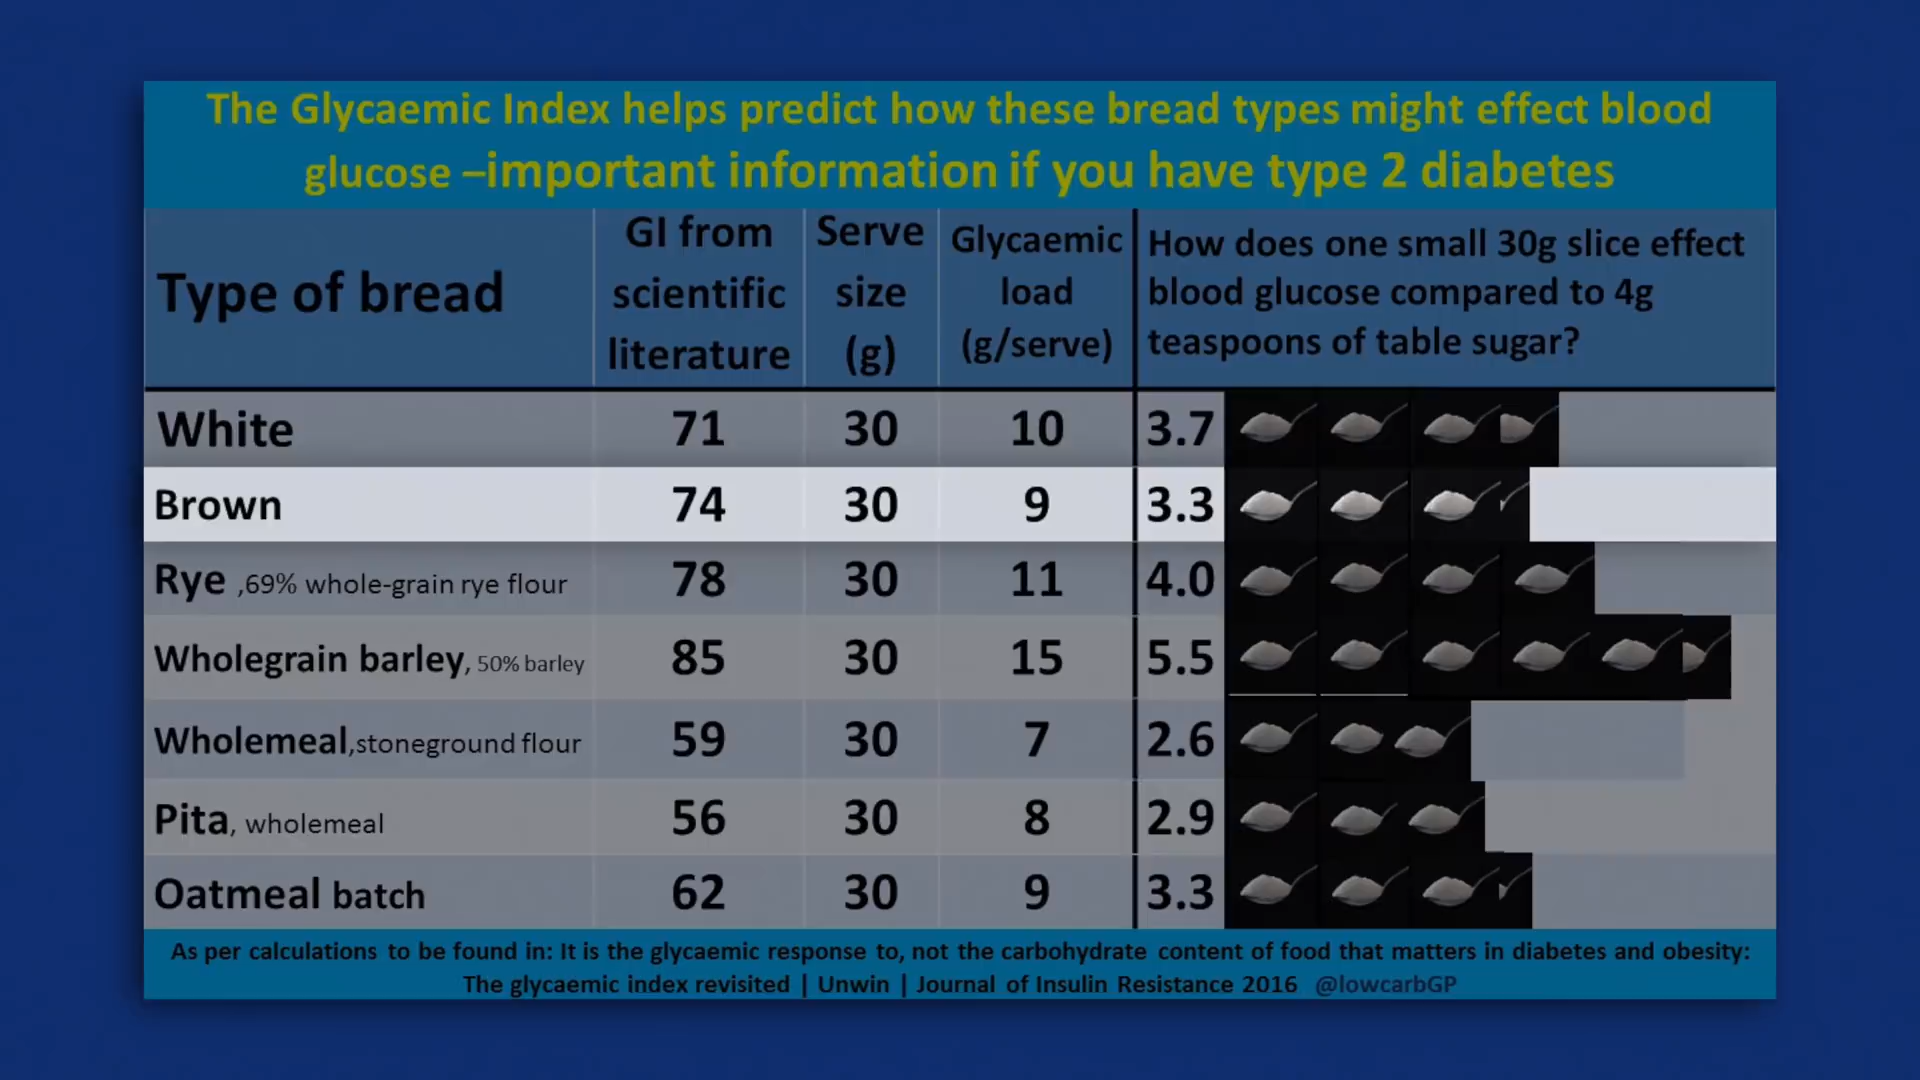 The Glycaemic Index helps predict how these bread types might effect blood
glucose –important information if you have type 2 diabetes
Type of bread
GI from
scientific
literature
Serve
size
(g)
Glycaemic
load
(g/serve)
How does one small 30g slice effect
blood glucose compared to 4g
teaspoons of table sugar?
White 71 30 10 3.7
Brown 74 30 9 3.3
Rye ,69% whole-grain rye flour 78 30 11 4.0
Wholegrain barley, 50% barley 85 30 15 5.5
Wholemeal,stoneground flour 59 30 7 2.6
Pita, wholemeal 56 30 8 2.9
Oatmeal batch 62 30 9 3.3
As per calculations to be found in: It is the glycaemic response to, not the carbohydrate content of food that matters in diabetes and obesity:
The glycaemic index revisited | Unwin | Journal of Insulin Resistance 2016 @lowcarbGP